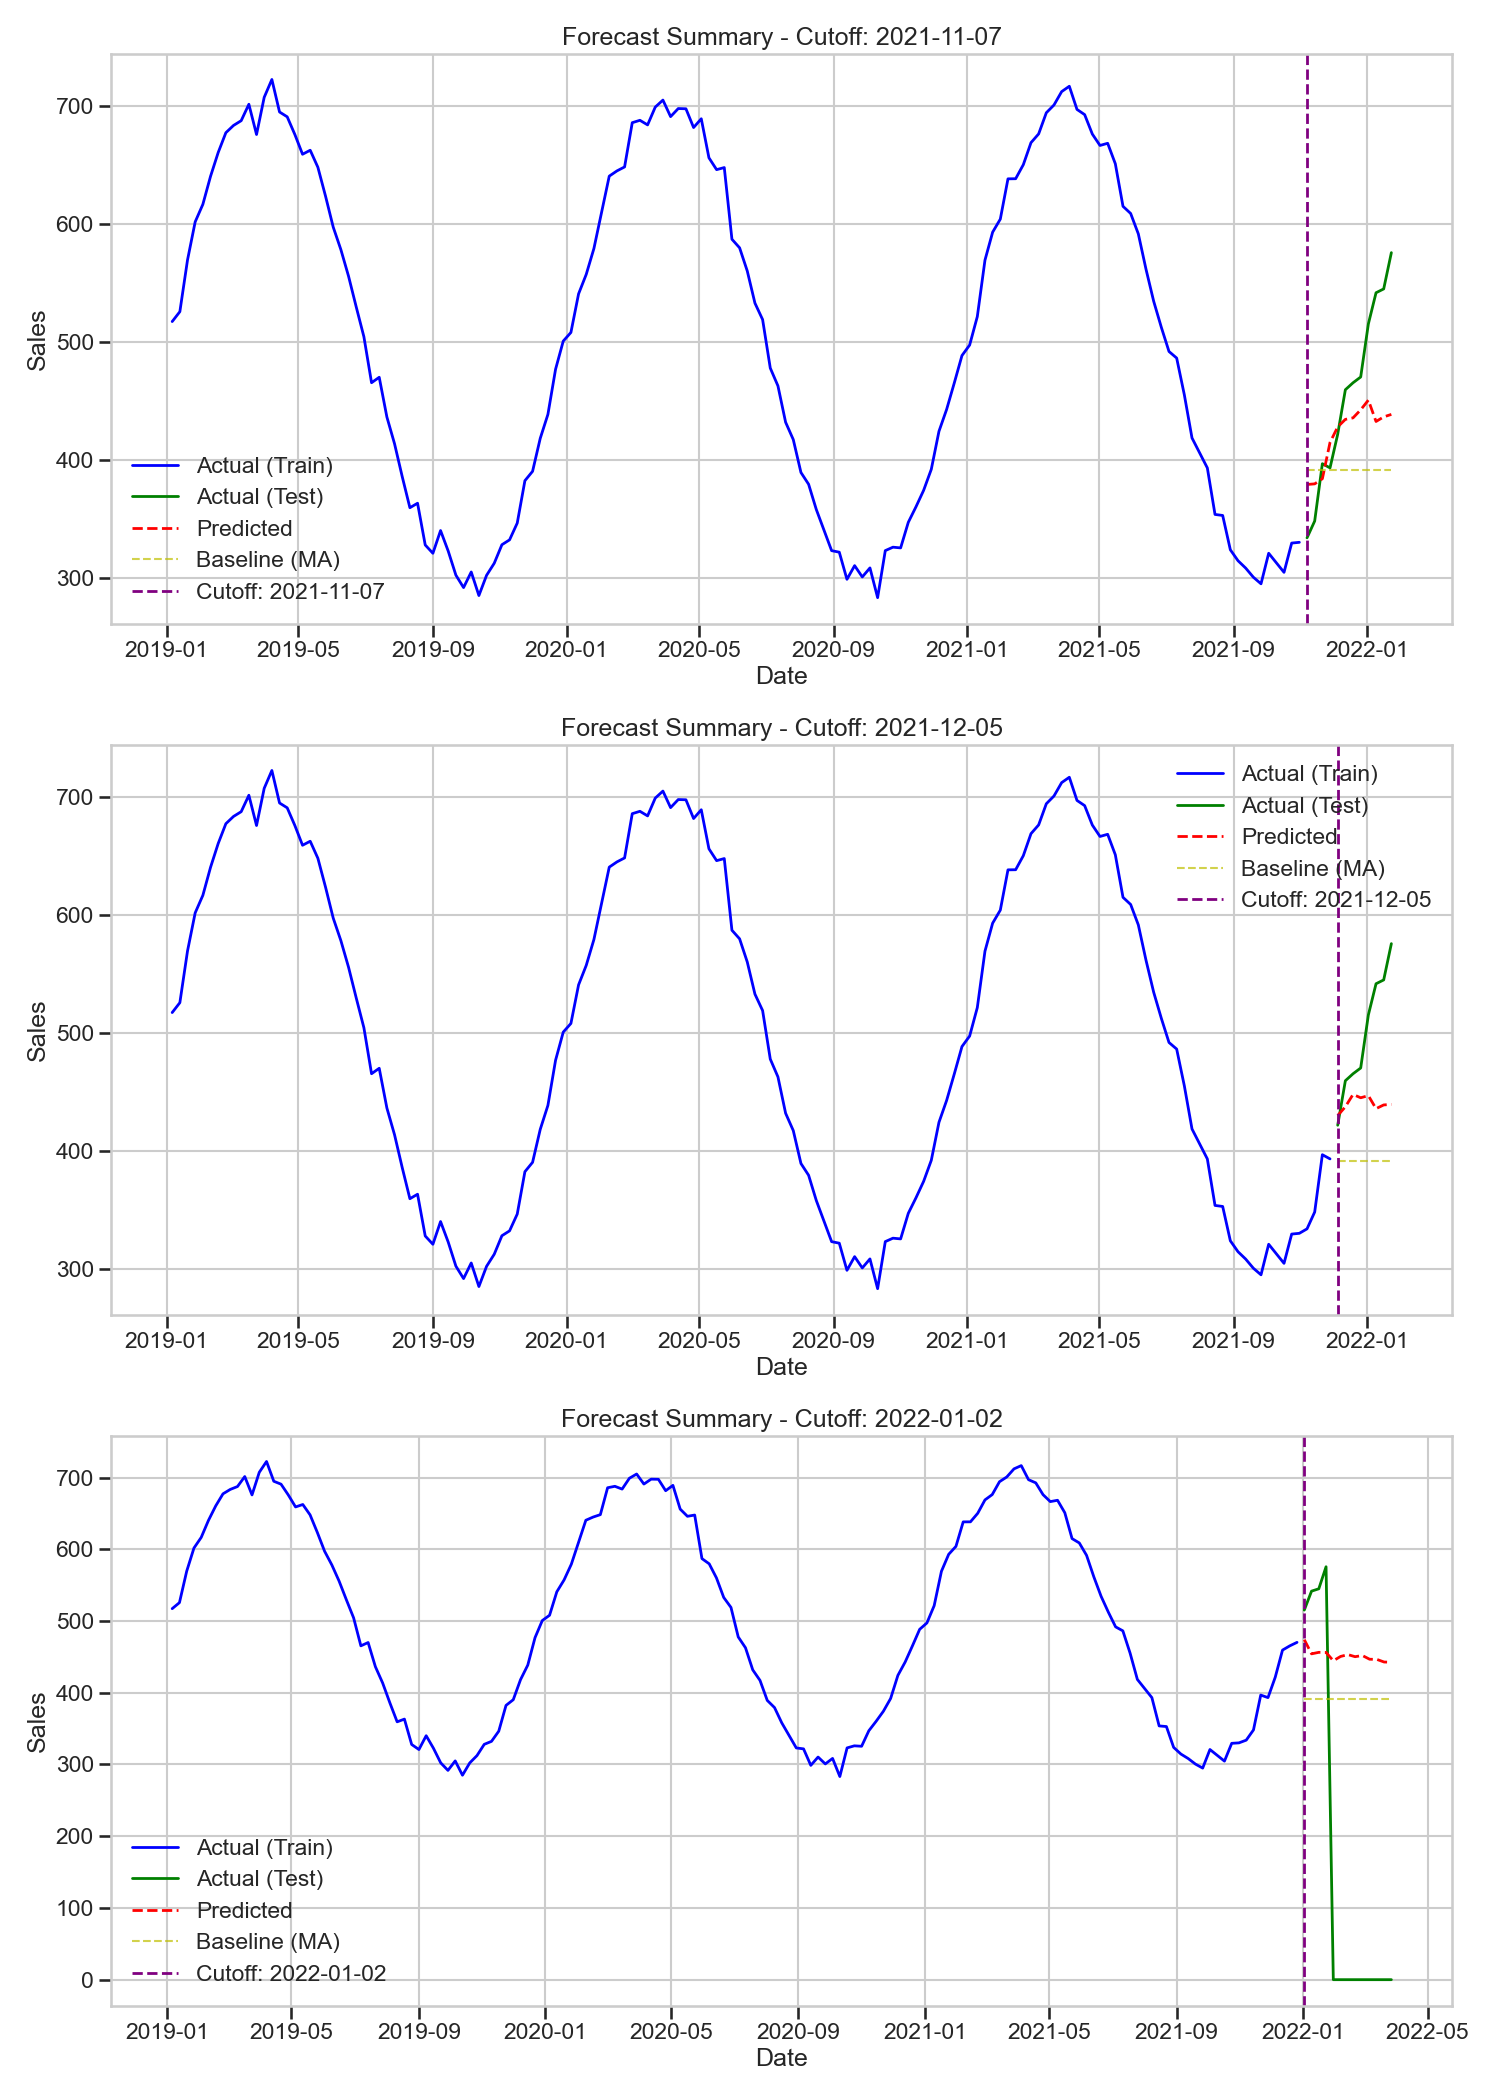 Forecast Summary - Cutoff: 2021-11-07
700
600
500
400
300
Sales
Actual (Train)
Actual (Test)
Predicted
Baseline (MA)
Cutoff: 2021-11-07
2019-01 2019-05 2019-09 2020-01 2020-05 2020-09 2021-01 2021-05 2021-09 2022-01
Date
Forecast Summary - Cutoff: 2021-12-05
700
600
500
400
300
Sales
Actual (Train)
Actual (Test)
Predicted
Baseline (MA)
Cutoff: 2021-12-05
2019-01 2019-05 2019-09 2020-01 2020-05 2020-09 2021-01 2021-05 2021-09 2022-01
Date
Forecast Summary - Cutoff: 2022-01-02
700
600
500
400
300
200
100
0
Sales
Actual (Train)
Actual (Test)
Predicted
Baseline (MA)
Cutoff: 2022-01-02
2019-01 2019-05 2019-09 2020-01 2020-05 2020-09 2021-01 2021-05 2021-09 2022-01 2022-05
Date